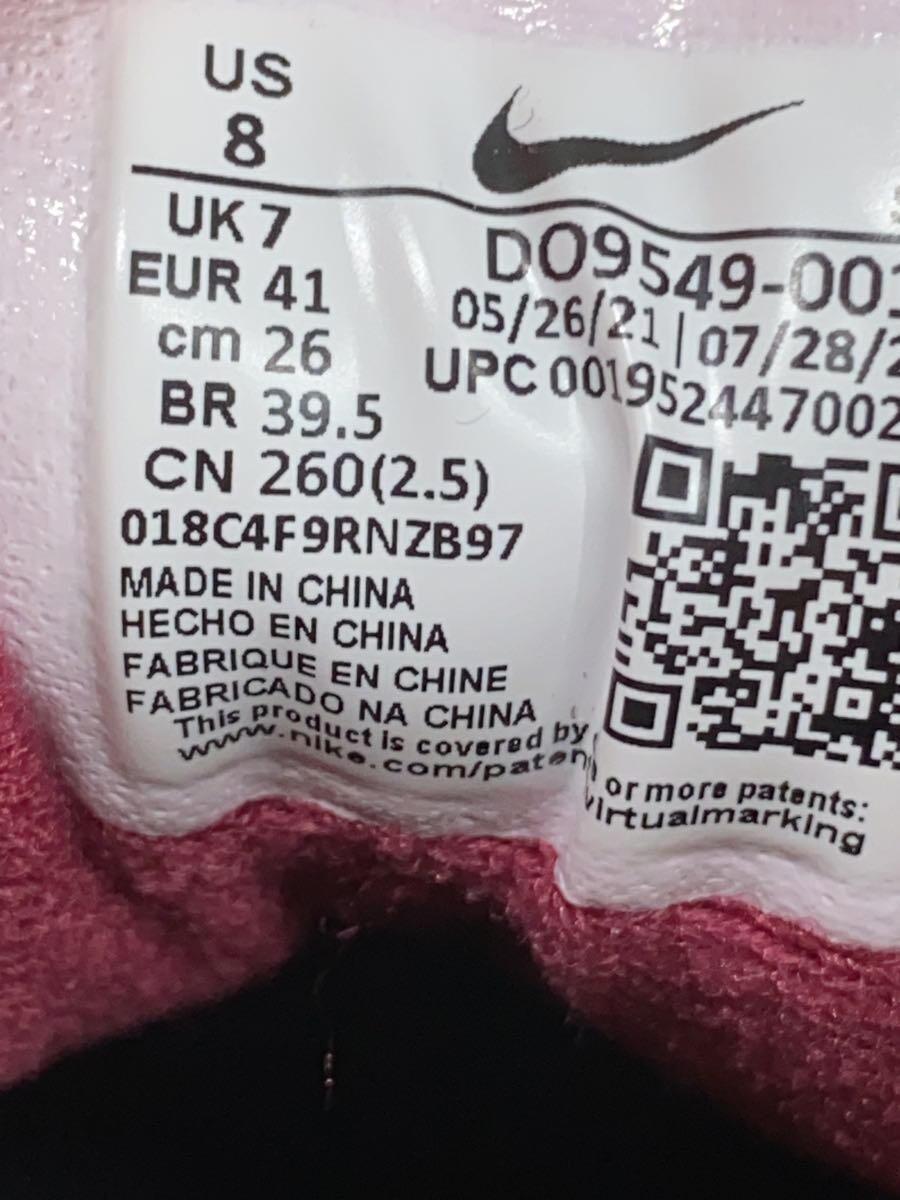 US
8
UK 7
EUR 41
cm 26
BR 39.5
CN 260(2.5)
018C4F9RNZB97
MADE IN CHINA
HECHO EN CHINA
FABRIQUE EN CHINE
FABRICADO NA CHINA
DO9549-001
05/26/21 | 07/28/2
UPC 001952447002
This product is covered by or more patents:
www.nike.com/paten virtualmarking